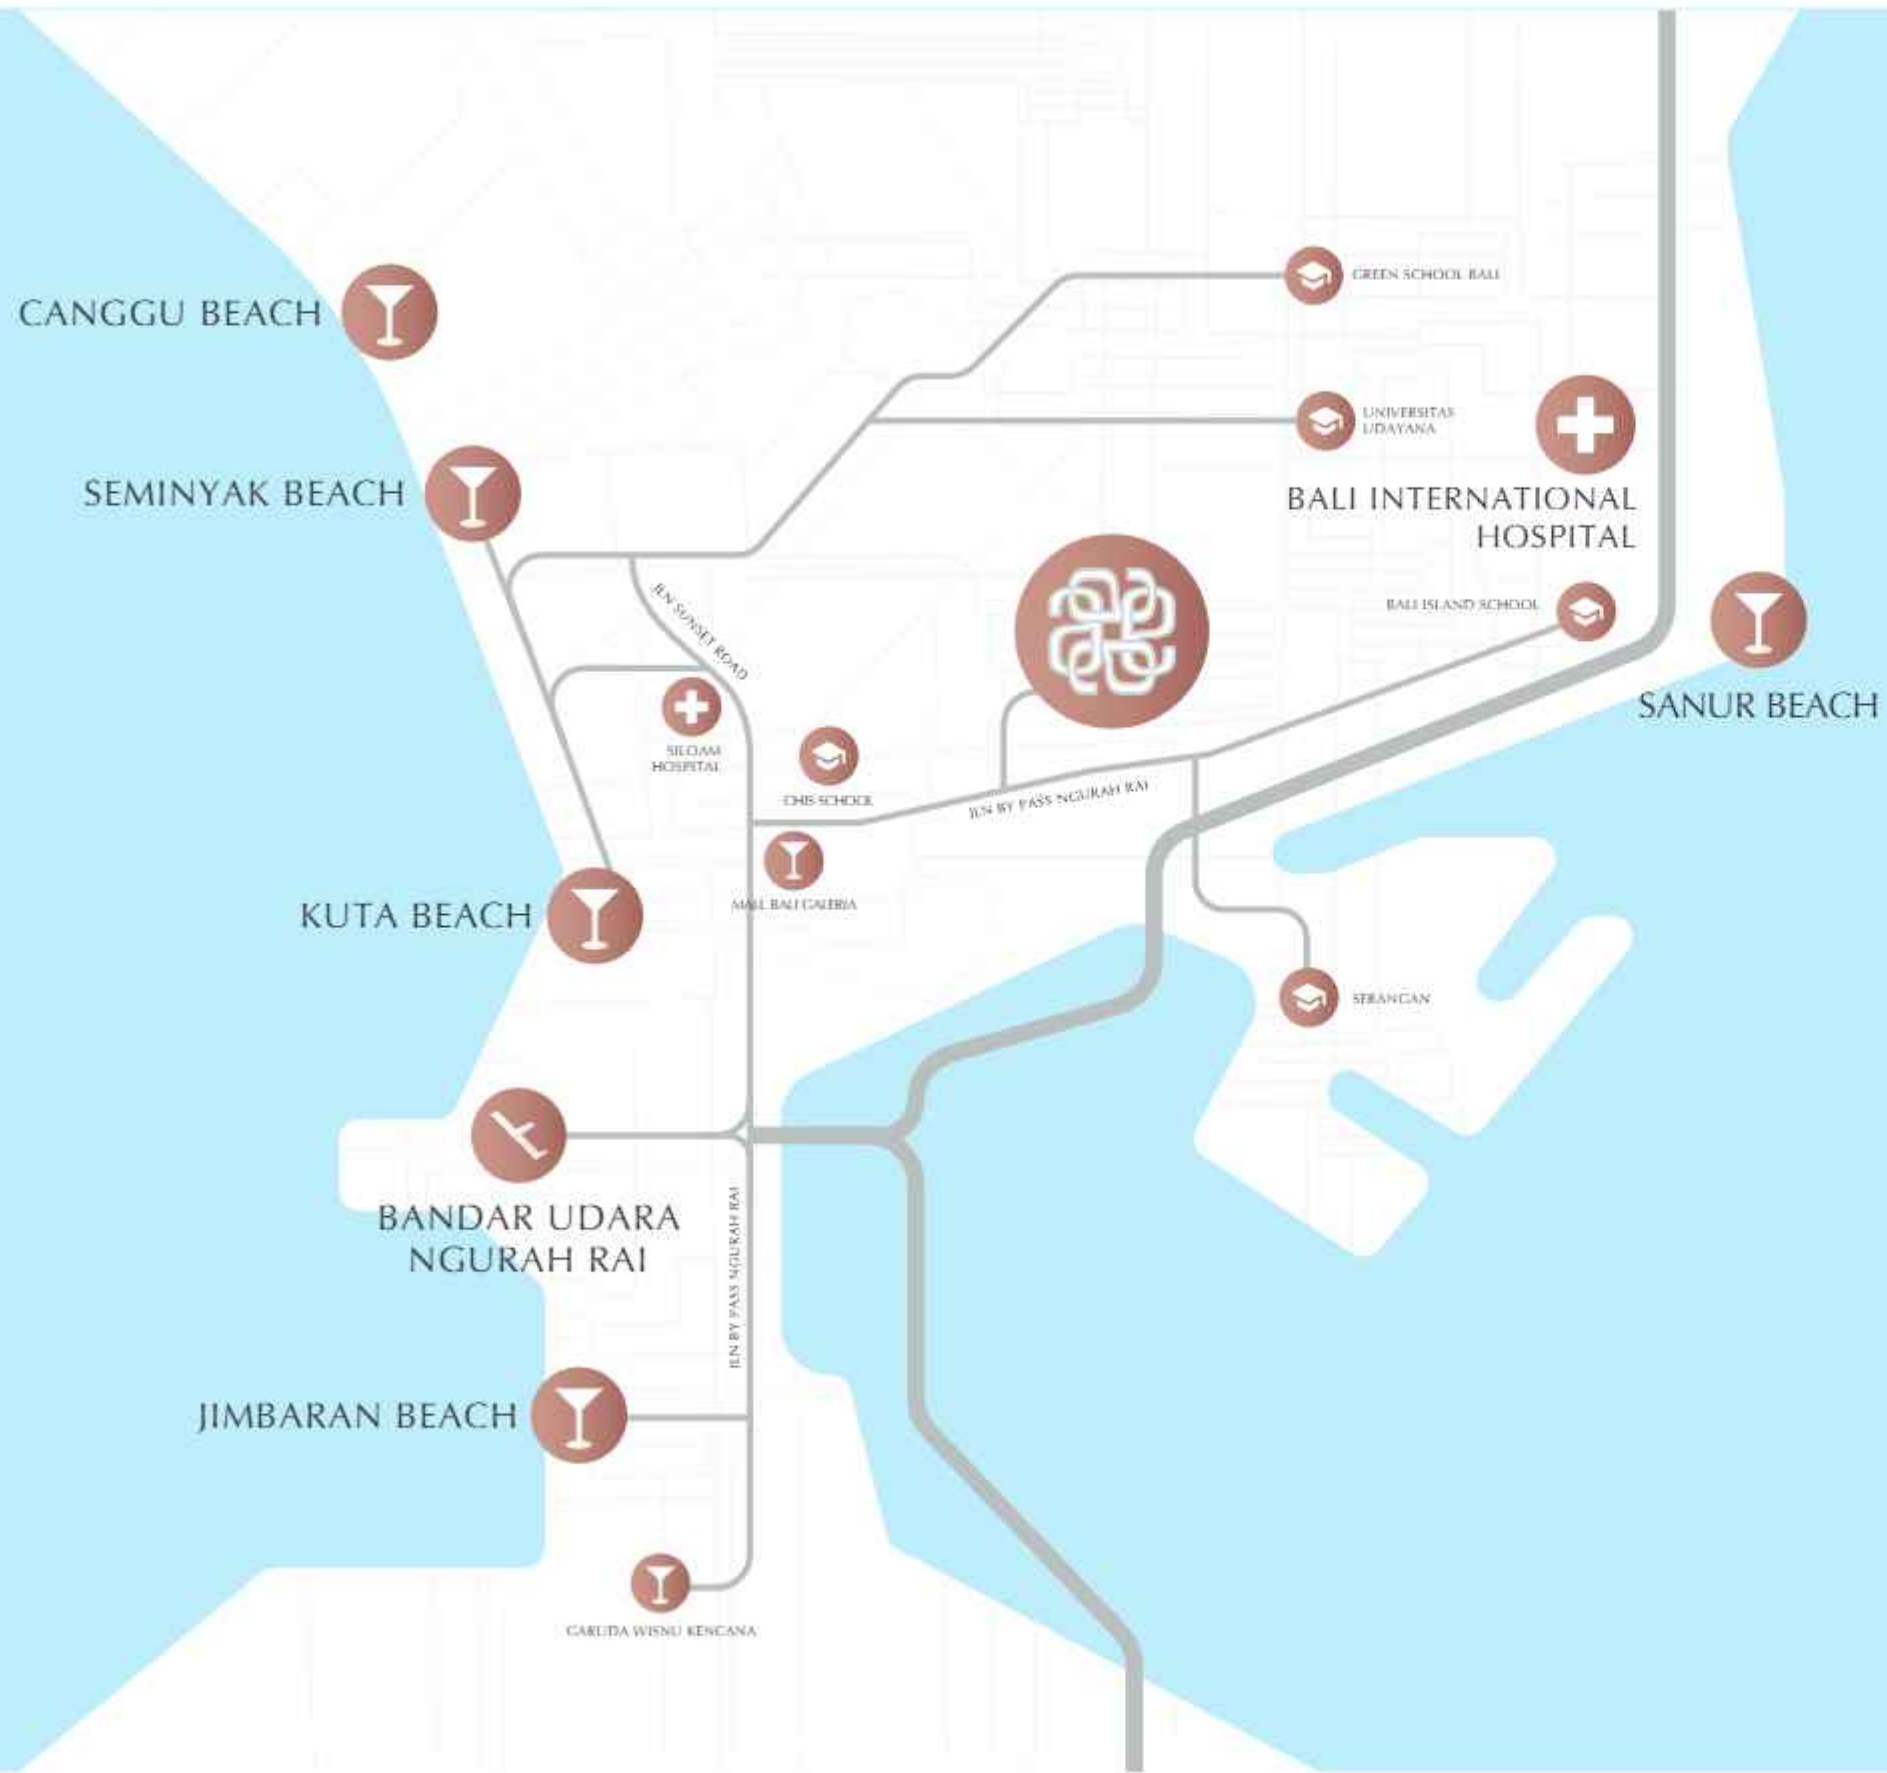 GREEN SCHOOL BALI
CANGGU BEACH
UNIVERSITAS
UDAYANA
SEMINYAK BEACH
BALI INTERNATIONAL
HOSPITAL
JLN SUNSET ROAD
BALI ISLAND SCHOOL
SANUR BEACH
SILOAM
HOSPITAL
CHIS SCHOOL
JLN BY PASS NGURAH RAI
MALL BALI GALERIA
KUTA BEACH
SERANGAN
BANDAR UDARA
NGURAH RAI
JLN BY PASS NGURAH RAI
JIMBARAN BEACH
GARUDA WISNU KENCANA